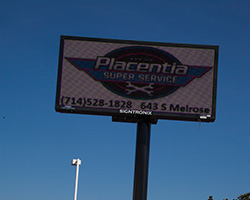 Placentia
SUPER SERVICE
(714)528-1828 643 S Melrose
SIGNTRONIX